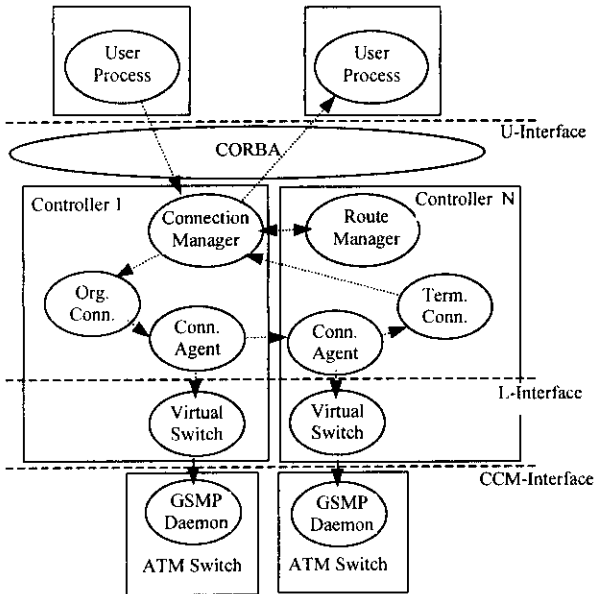 User
Process
User
Process
U-Interface
CORBA
Controller 1
Connection
Manager
Route
Manager
Controller N
Org.
Conn.
Term.
Conn.
Conn.
Agent
Conn.
Agent
L-Interface
Virtual
Switch
Virtual
Switch
CCM-Interface
GSMP
Daemon
GSMP
Daemon
ATM Switch
ATM Switch